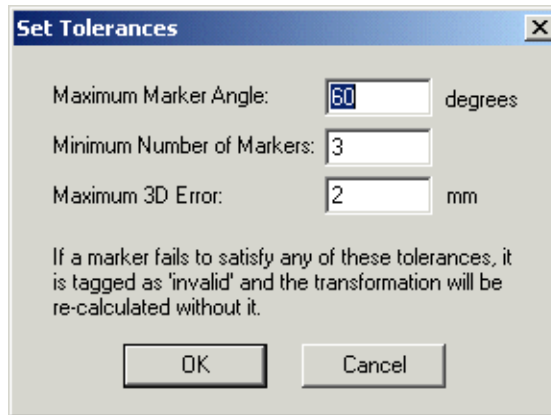 Set Tolerances
Maximum Marker Angle: 60 degrees
Minimum Number of Markers: 3
Maximum 3D Error: 2 mm
If a marker fails to satisfy any of these tolerances, it
is tagged as 'invalid' and the transformation will be
re-calculated without it.
OK Cancel